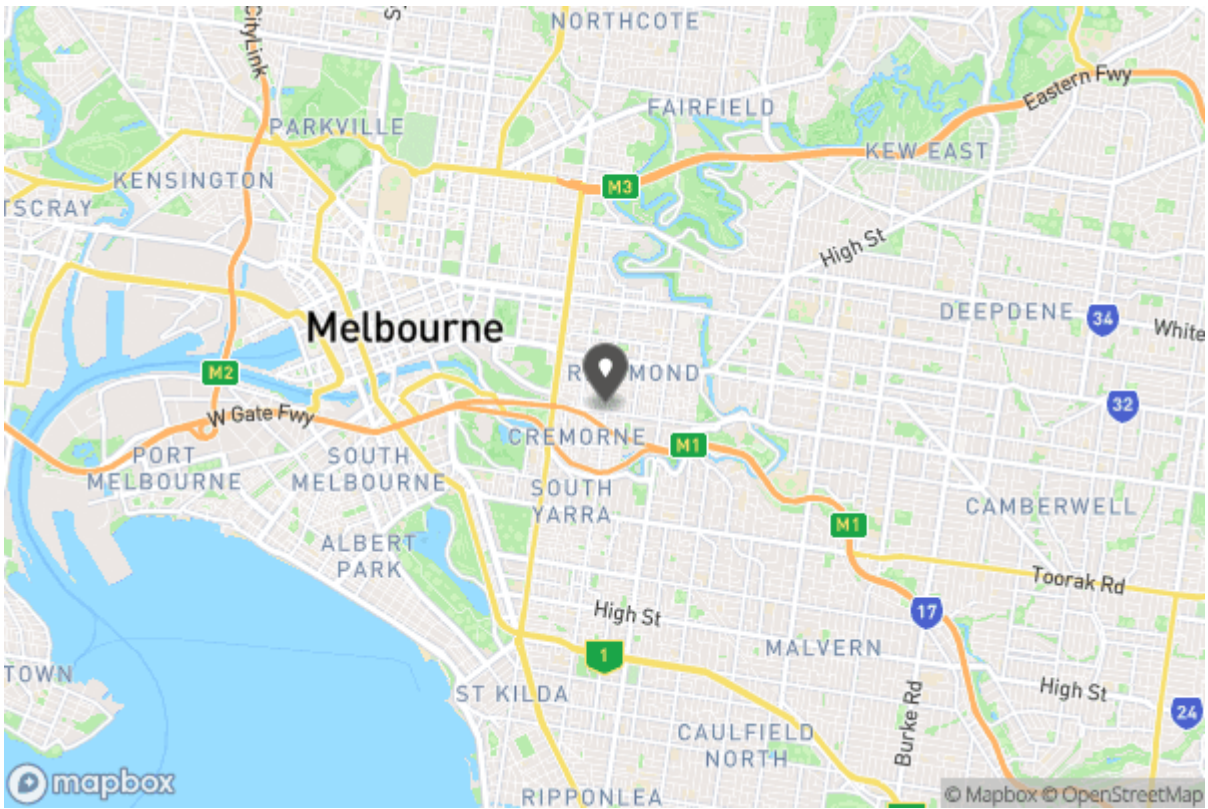 NORTHCOTE
CityLink
Eastern Fwy
FAIRFIELD
PARKVILLE
KEW EAST
KENSINGTON
M3
TSCRAY
High St
DEEPDENE
34
White
Melbourne
M2
RICHMOND
32
W Gate Fwy
CREMORNE
M1
PORT
MELBOURNE
SOUTH
MELBOURNE
SOUTH
YARRA
CAMBERWELL
M1
ALBERT
PARK
Toorak Rd
High St
17
1
MALVERN
TOWN
ST KILDA
High St
Burke Rd
24
CAULFIELD
NORTH
mapbox
RIPPONLEA
© Mapbox © OpenStreetMap